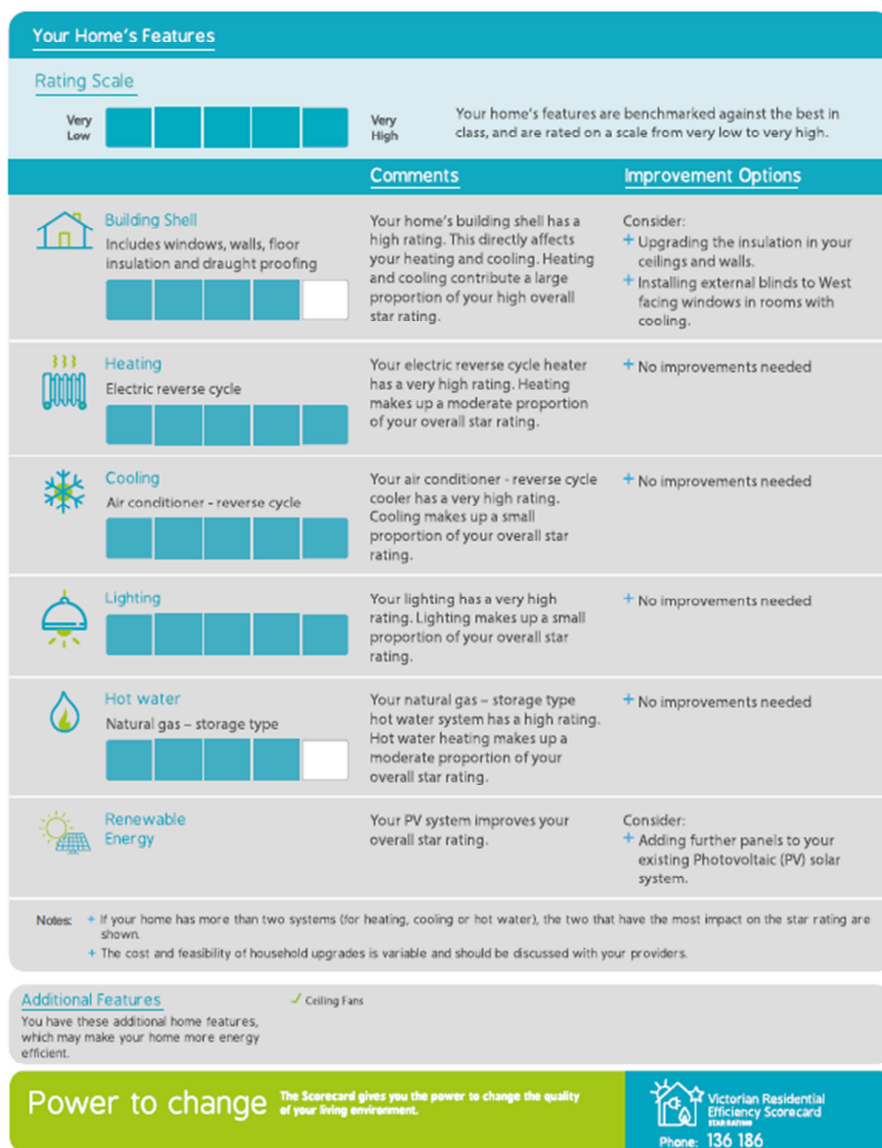 Your Home's Features
Rating Scale
Very
Low
Very
High
Your home's features are benchmarked against the best in
class, and are rated on a scale from very low to very high.
Comments
Improvement Options
Building Shell
Includes windows, walls, floor
insulation and draught proofing
Your home's building shell has a
high rating. This directly affects
your heating and cooling. Heating
and cooling contribute a large
proportion of your high overall
star rating.
Consider:
+ Upgrading the insulation in your
ceilings and walls.
+ Installing external blinds to West
facing windows in rooms with
cooling.
Heating
Electric reverse cycle
Your electric reverse cycle heater
has a very high rating. Heating
makes up a moderate proportion
of your overall star rating.
+ No improvements needed
Cooling
Air conditioner - reverse cycle
Your air conditioner - reverse cycle
cooler has a very high rating.
Cooling makes up a small
proportion of your overall star
rating.
+ No improvements needed
Lighting
Your lighting has a very high
rating. Lighting makes up a small
proportion of your overall star
rating.
+ No improvements needed
Hot water
Natural gas – storage type
Your natural gas – storage type
hot water system has a high rating.
Hot water heating makes up a
moderate proportion of your
overall star rating.
+ No improvements needed
Renewable
Energy
Your PV system improves your
overall star rating.
Consider:
+ Adding further panels to your
existing Photovoltaic (PV) solar
system.
Notes: + If your home has more than two systems (for heating, cooling or hot water), the two that have the most impact on the star rating are
shown.
+ The cost and feasibility of household upgrades is variable and should be discussed with your providers.
Additional Features
You have these additional home features,
which may make your home more energy
efficient.
✓ Ceiling Fans
Power to change
The Scorecard gives you the power to change the quality
of your living environment.
Victorian Residential
Efficiency Scorecard
STAR RATING
Phone: 136 186